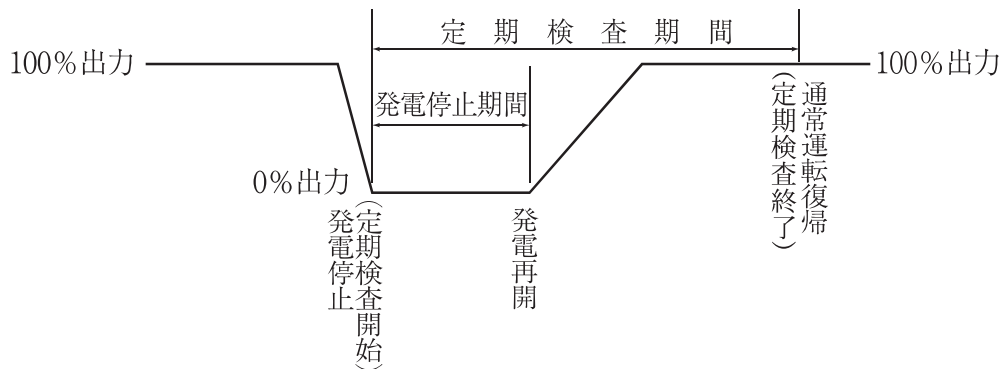 定期検査期間
100%出力
100%出力
発電停止期間
0%出力
発電停止
(定期検査開始)
発電再開
通常運転復帰
(定期検査終了)